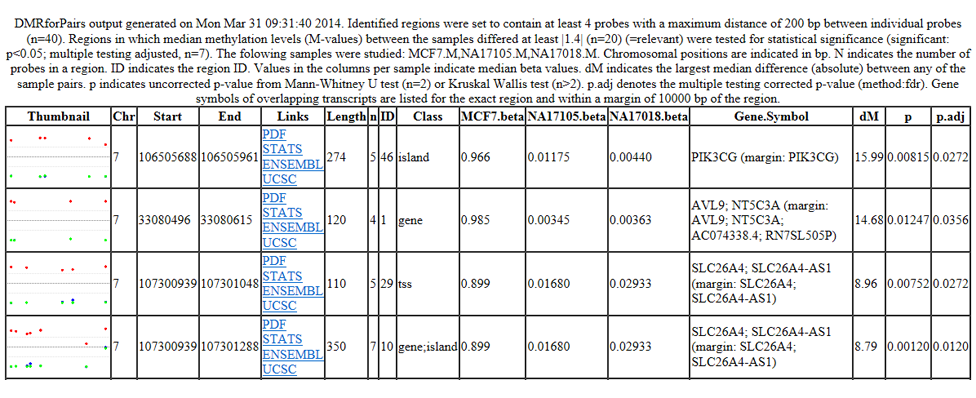 DMRforPairs output generated on Mon Mar 31 09:31:40 2014. Identified regions were set to contain at least 4 probes with a maximum distance of 200 bp between individual probes
(n=40). Regions in which median methylation levels (M-values) between the samples differed at least |1.4| (n=20) (=relevant) were tested for statistical significance (significant:
p<0.05; multiple testing adjusted, n=7). The folowing samples were studied: MCF7.M,NA17105.M,NA17018.M. Chromosomal positions are indicated in bp. N indicates the number of
probes in a region. ID indicates the region ID. Values in the columns per sample indicate median beta values. dM indicates the largest median difference (absolute) between any of the
sample pairs. p indicates uncorrected p-value from Mann-Whitney U test (n=2) or Kruskal Wallis test (n>2). p.adj denotes the multiple testing corrected p-value (method:fdr). Gene
symbols of overlapping transcripts are listed for the exact region and within a margin of 10000 bp of the region.
Thumbnail Chr Start End Links Length n ID Class MCF7.beta NA17105.beta NA17018.beta Gene.Symbol dM p p.adj
PDF
STATS
7 106505688 106505961 ENSEMBL 274 5 46 island 0.966 0.01175 0.00440 PIK3CG (margin: PIK3CG) 15.99 0.00815 0.0272
UCSC
PDF
STATS
7 33080496 33080615 ENSEMBL 120 4 1 gene 0.985 0.00345 0.00363 AVL9; NT5C3A (margin: 14.68 0.01247 0.0356
AVL9; NT5C3A;
AC074338.4; RN7SL505P)
UCSC
PDF
STATS
7 107300939 107301048 ENSEMBL 110 5 29 tss 0.899 0.01680 0.02933 SLC26A4; SLC26A4-AS1 8.96 0.00752 0.0272
(margin: SLC26A4;
SLC26A4-AS1)
UCSC
PDF
STATS
7 107300939 107301288 ENSEMBL 350 7 10 gene;island 0.899 0.01680 0.02933 SLC26A4; SLC26A4-AS1 8.79 0.00120 0.0120
(margin: SLC26A4;
SLC26A4-AS1)
UCSC